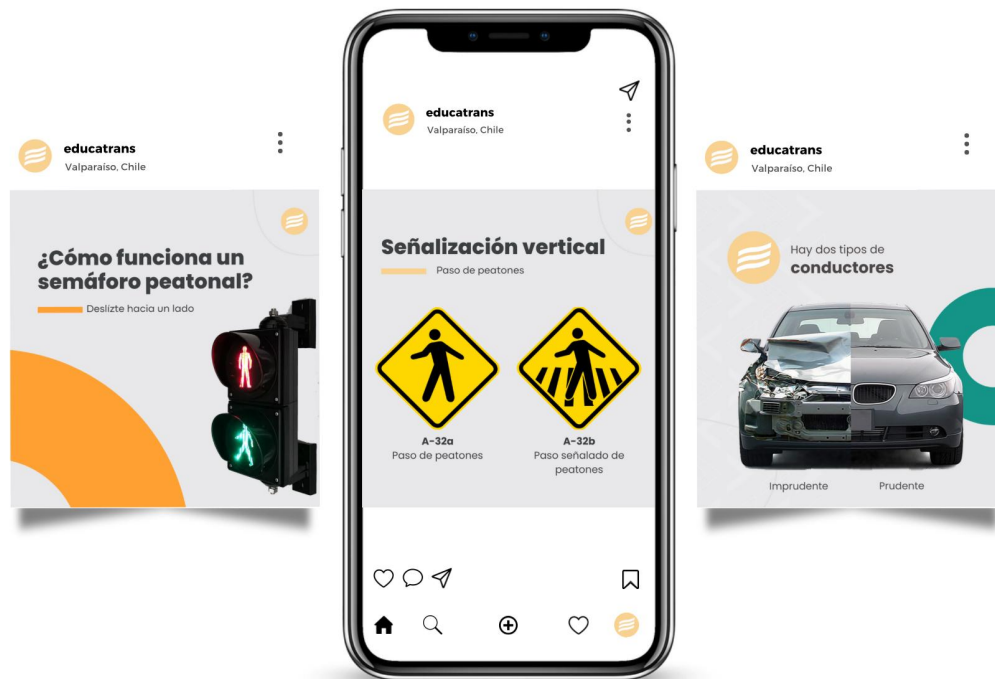 educatrans
Valparaíso, Chile
¿Cómo funciona un
semáforo peatonal?
Deslízte hacia un lado
educatrans
Valparaíso, Chile
Señalización vertical
Paso de peatones
A-32a
Paso de peatones
A-32b
Paso señalado de
peatones
educatrans
Valparaíso, Chile
Hay dos tipos de
conductores
Imprudente
Prudente